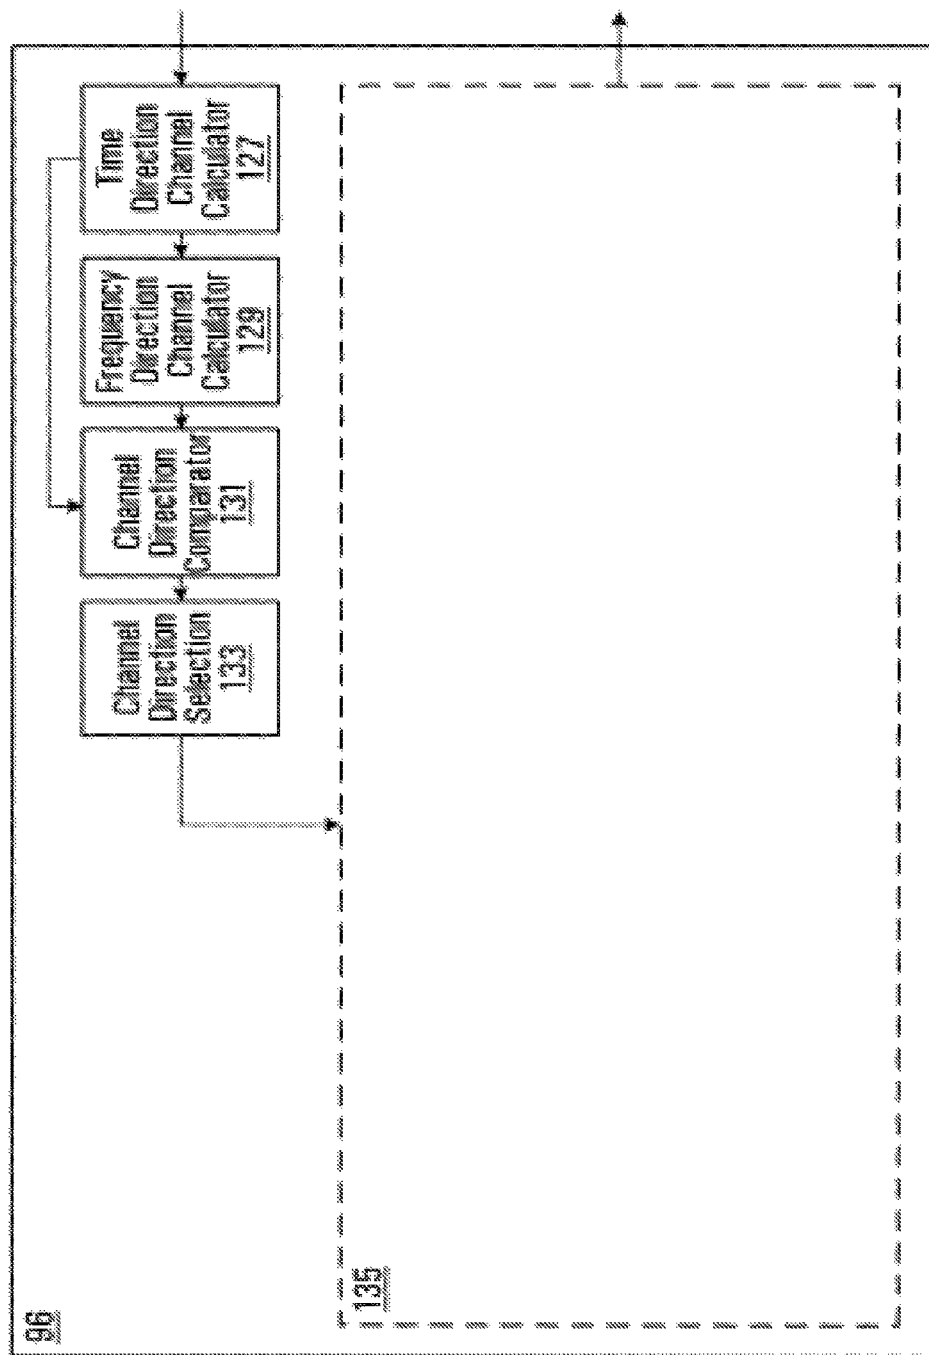 96
Time
Direction
Channel
Calculator
127
Frequency
Direction
Channel
Calculator
129
Channel
Direction
Comparator
131
Channel
Direction
Selection
133
135